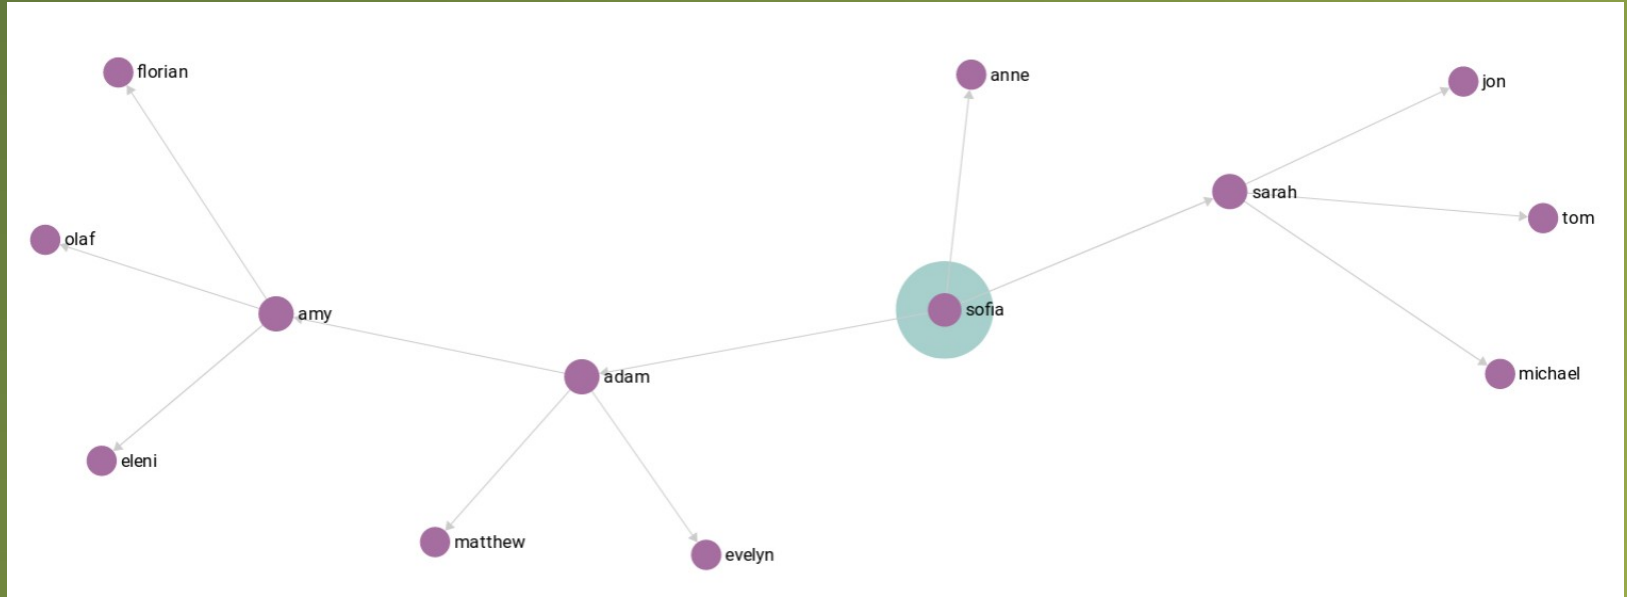 florian
anne
jon
sarah
tom
olaf
sofia
amy
adam
michael
eleni
matthew
evelyn